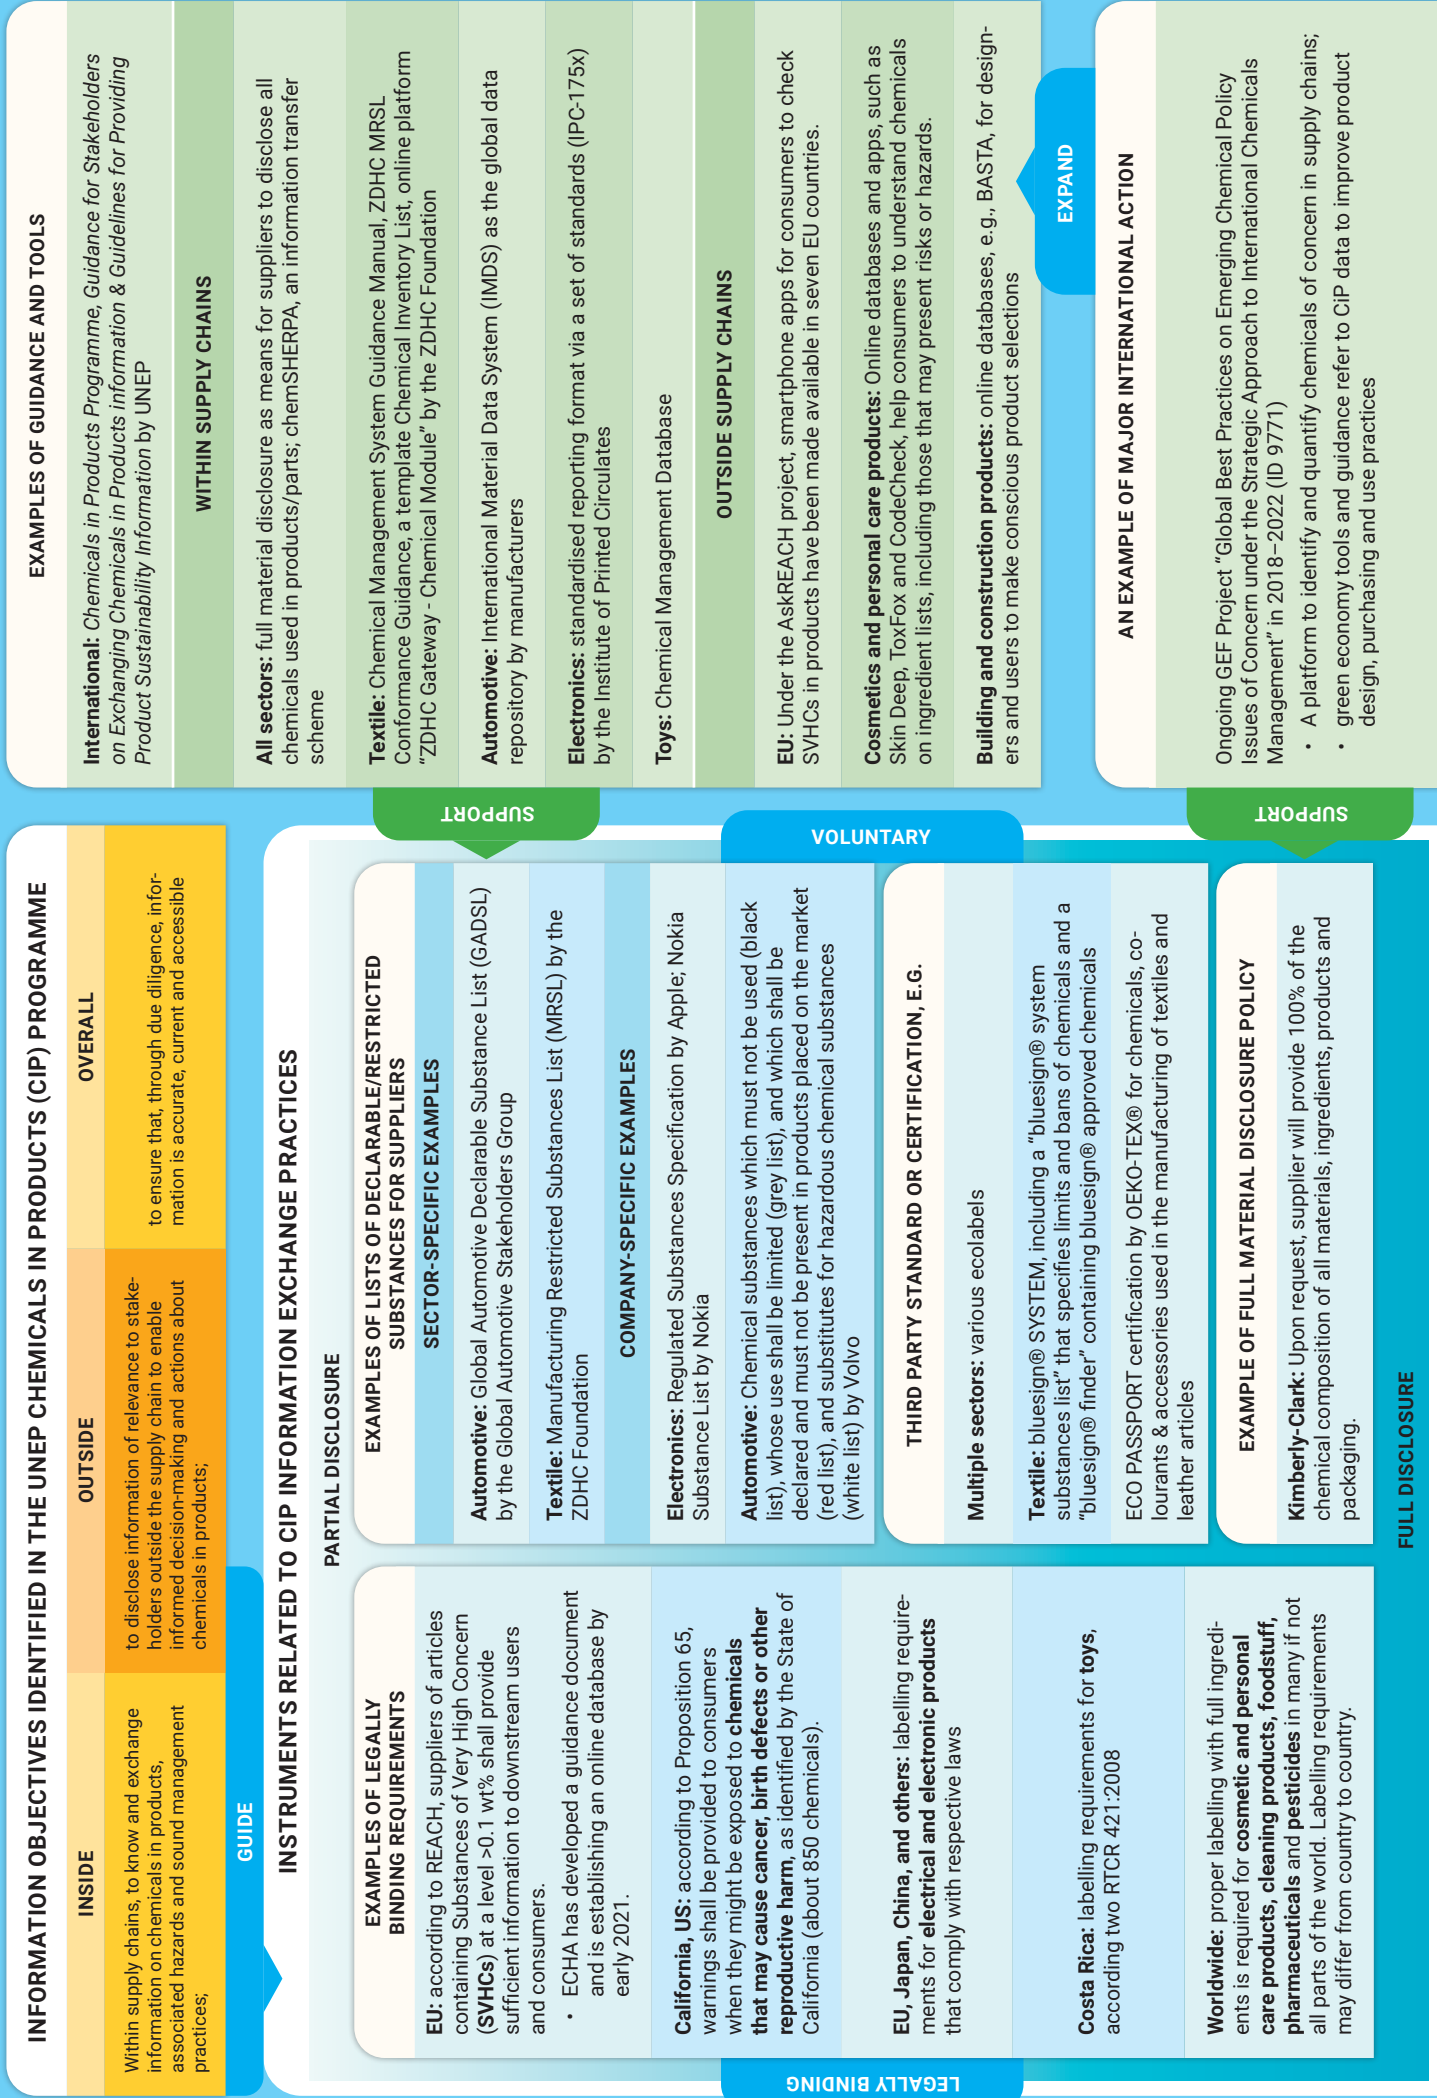 INFORMATION OBJECTIVES IDENTIFIED IN THE UNEP CHEMICALS IN PRODUCTS (CIP) PROGRAMME
INSIDE
Within supply chains, to know and exchange
information on chemicals in products,
associated hazards and sound management
practices;
OUTSIDE
to disclose information of relevance to stake-
holders outside the supply chain to enable
informed decision-making and actions about
chemicals in products;
OVERALL
to ensure that, through due diligence, infor-
mation is accurate, current and accessible
GUIDE
INSTRUMENTS RELATED TO CIP INFORMATION EXCHANGE PRACTICES
PARTIAL DISCLOSURE
LEGALLY BINDING
EXAMPLES OF LEGALLY
BINDING REQUIREMENTS
EU: according to REACH, suppliers of articles
containing Substances of Very High Concern
(SVHCs) at a level >0.1 wt% shall provide
sufficient information to downstream users
and consumers.
• ECHA has developed a guidance document
and is establishing an online database by
early 2021.
California, US: according to Proposition 65,
warnings shall be provided to consumers
when they might be exposed to chemicals
that may cause cancer, birth defects or other
reproductive harm, as identified by the State of
California (about 850 chemicals).
EU, Japan, China, and others: labelling require-
ments for electrical and electronic products
that comply with respective laws
Costa Rica: labelling requirements for toys,
according two RTCR 421:2008
Worldwide: proper labelling with full ingredi-
ents is required for cosmetic and personal
care products, cleaning products, foodstuff,
pharmaceuticals and pesticides in many if not
all parts of the world. Labelling requirements
may differ from country to country.
EXAMPLES OF LISTS OF DECLARABLE/RESTRICTED
SUBSTANCES FOR SUPPLIERS
SECTOR-SPECIFIC EXAMPLES
Automotive: Global Automotive Declarable Substance List (GADSL)
by the Global Automotive Stakeholders Group
Textile: Manufacturing Restricted Substances List (MRSL) by the
ZDHC Foundation
COMPANY-SPECIFIC EXAMPLES
Electronics: Regulated Substances Specification by Apple; Nokia
Substance List by Nokia
Automotive: Chemical substances which must not be used (black
list), whose use shall be limited (grey list), and which shall be
declared and must not be present in products placed on the market
(red list), and substitutes for hazardous chemical substances
(white list) by Volvo
VOLUNTARY
THIRD PARTY STANDARD OR CERTIFICATION, E.G.
Multiple sectors: various ecolabels
Textile: bluesign® SYSTEM, including a "bluesign® system
substances list" that specifies limits and bans of chemicals and a
"bluesign® finder" containing bluesign® approved chemicals
ECO PASSPORT certification by OEKO-TEX® for chemicals, co-
lourants & accessories used in the manufacturing of textiles and
leather articles
EXAMPLE OF FULL MATERIAL DISCLOSURE POLICY
Kimberly-Clark: Upon request, supplier will provide 100% of the
chemical composition of all materials, ingredients, products and
packaging.
FULL DISCLOSURE
EXAMPLES OF GUIDANCE AND TOOLS
International: Chemicals in Products Programme, Guidance for Stakeholders
on Exchanging Chemicals in Products information & Guidelines for Providing
Product Sustainability Information by UNEP
WITHIN SUPPLY CHAINS
All sectors: full material disclosure as means for suppliers to disclose all
chemicals used in products/parts; chemSHERPA, an information transfer
scheme
Textile: Chemical Management System Guidance Manual, ZDHC MRSL
Conformance Guidance, a template Chemical Inventory List, online platform
"ZDHC Gateway - Chemical Module" by the ZDHC Foundation
Automotive: International Material Data System (IMDS) as the global data
repository by manufacturers
Electronics: standardised reporting format via a set of standards (IPC-175x)
by the Institute of Printed Circulates
Toys: Chemical Management Database
SUPPORT
OUTSIDE SUPPLY CHAINS
EU: Under the AskREACH project, smartphone apps for consumers to check
SVHCs in products have been made available in seven EU countries.
Cosmetics and personal care products: Online databases and apps, such as
Skin Deep, ToxFox and CodeCheck, help consumers to understand chemicals
on ingredient lists, including those that may present risks or hazards.
Building and construction products: online databases, e.g., BASTA, for design-
ers and users to make conscious product selections
EXPAND
AN EXAMPLE OF MAJOR INTERNATIONAL ACTION
Ongoing GEF Project "Global Best Practices on Emerging Chemical Policy
Issues of Concern under the Strategic Approach to International Chemicals
Management" in 2018–2022 (ID 9771)
• A platform to identify and quantify chemicals of concern in supply chains;
• green economy tools and guidance refer to CiP data to improve product
design, purchasing and use practices
SUPPORT